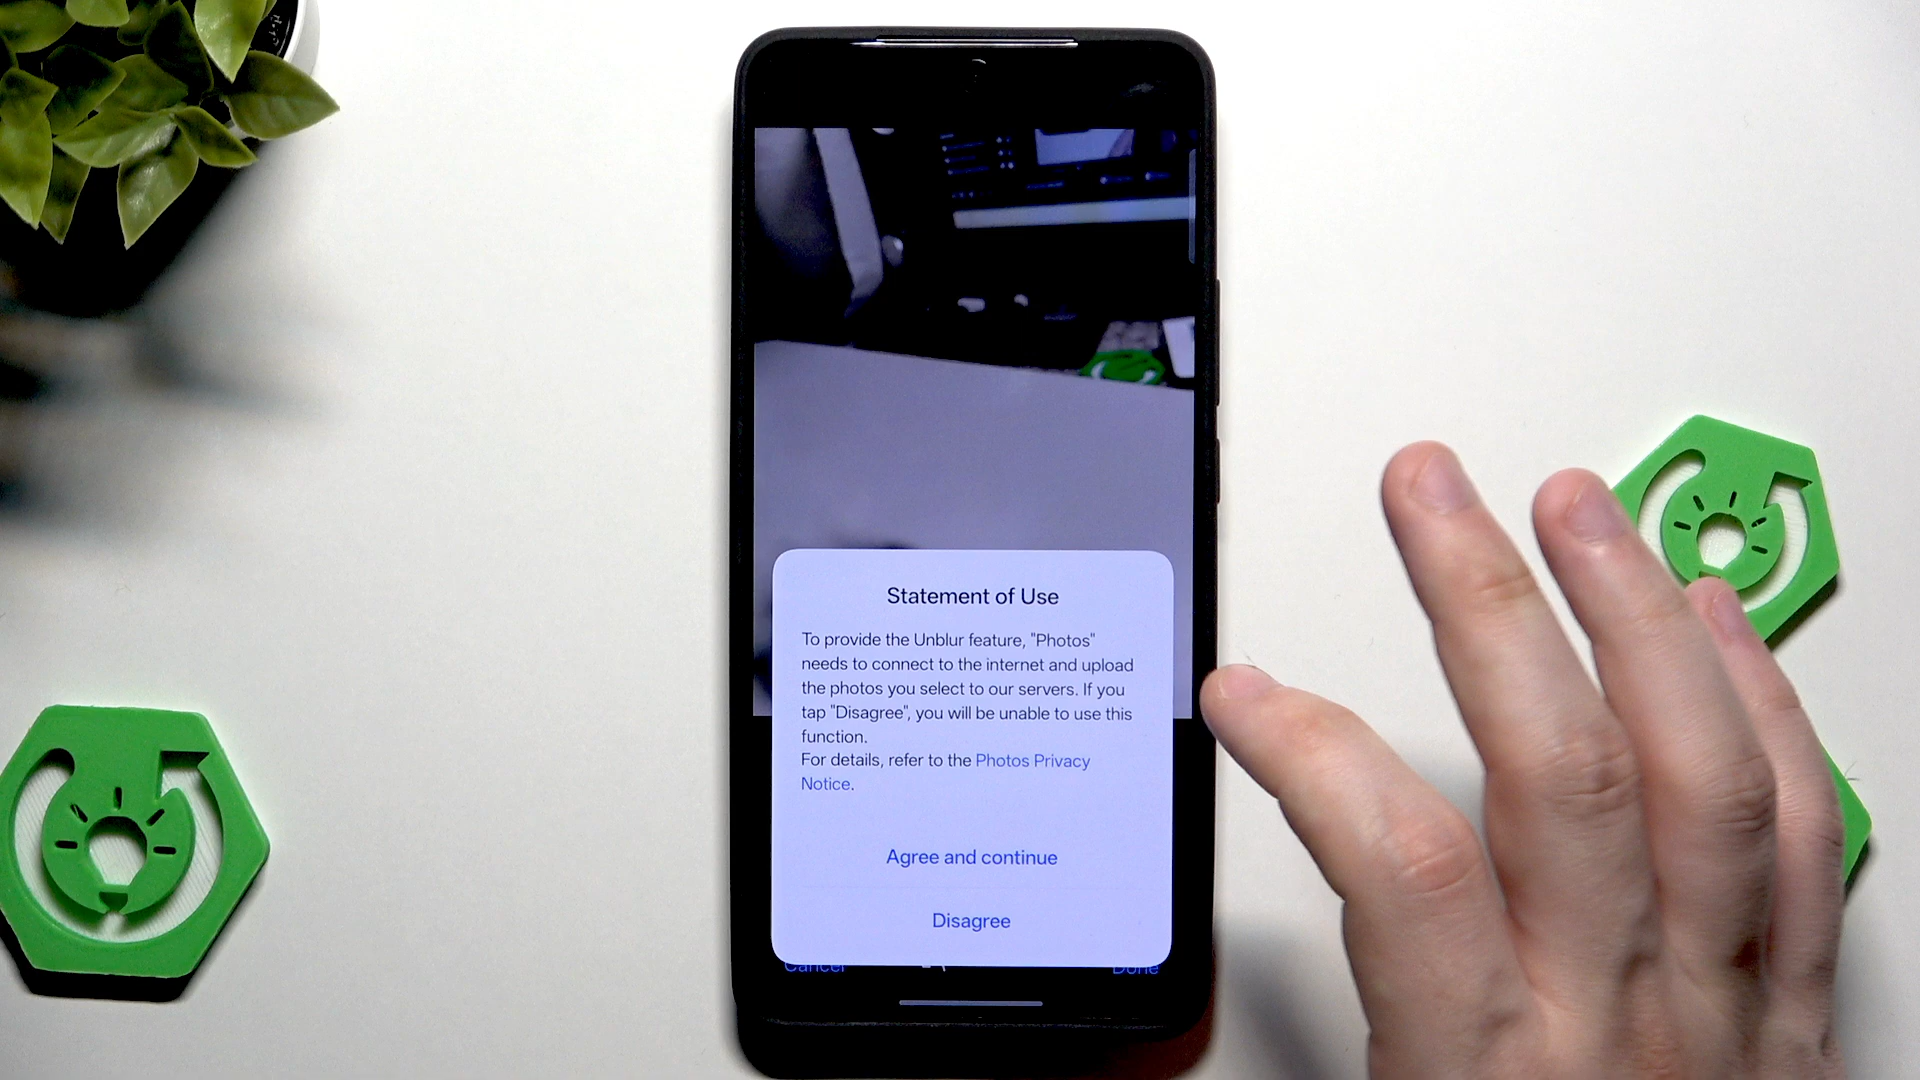 Statement of Use
To provide the Unblur feature, "Photos"
needs to connect to the internet and upload
the photos you select to our servers. If you
tap "Disagree", you will be unable to use this
function.
For details, refer to the Photos Privacy
Notice.
Agree and continue
Disagree
Cancel
Done